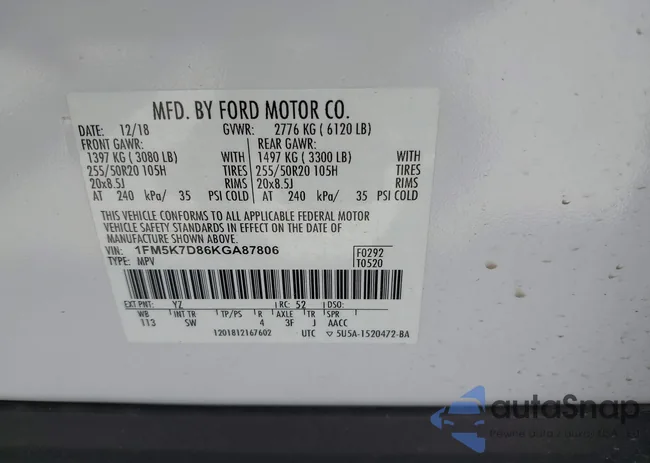 MFD. BY FORD MOTOR CO.
DATE: 12/18 GVWR: 2776 KG ( 6120 LB)
FRONT GAWR: REAR GAWR:
1397 KG ( 3080 LB) WITH 1497 KG ( 3300 LB) WITH
255/50R20 105H TIRES 255/50R20 105H TIRES
20x8.5J RIMS 20x8.5J RIMS
AT 240 kPa/ 35 PSI COLD AT 240 kPa/ 35 PSI COLD
THIS VEHICLE CONFORMS TO ALL APPLICABLE FEDERAL MOTOR
VEHICLE SAFETY STANDARDS IN EFFECT ON THE DATE OF
MANUFACTURE SHOWN ABOVE.
VIN: 1FM5K7D86KGA87806 F0292
TYPE: MPV T0520
EXT PNT: YZ RC: 52 DSO:
WB INT TR TP/PS R AXLE TR SPR
113 SW 4 3F J AACC
1201812167602 UTC ▽ 5U5A-1520472-BA
autoSnap